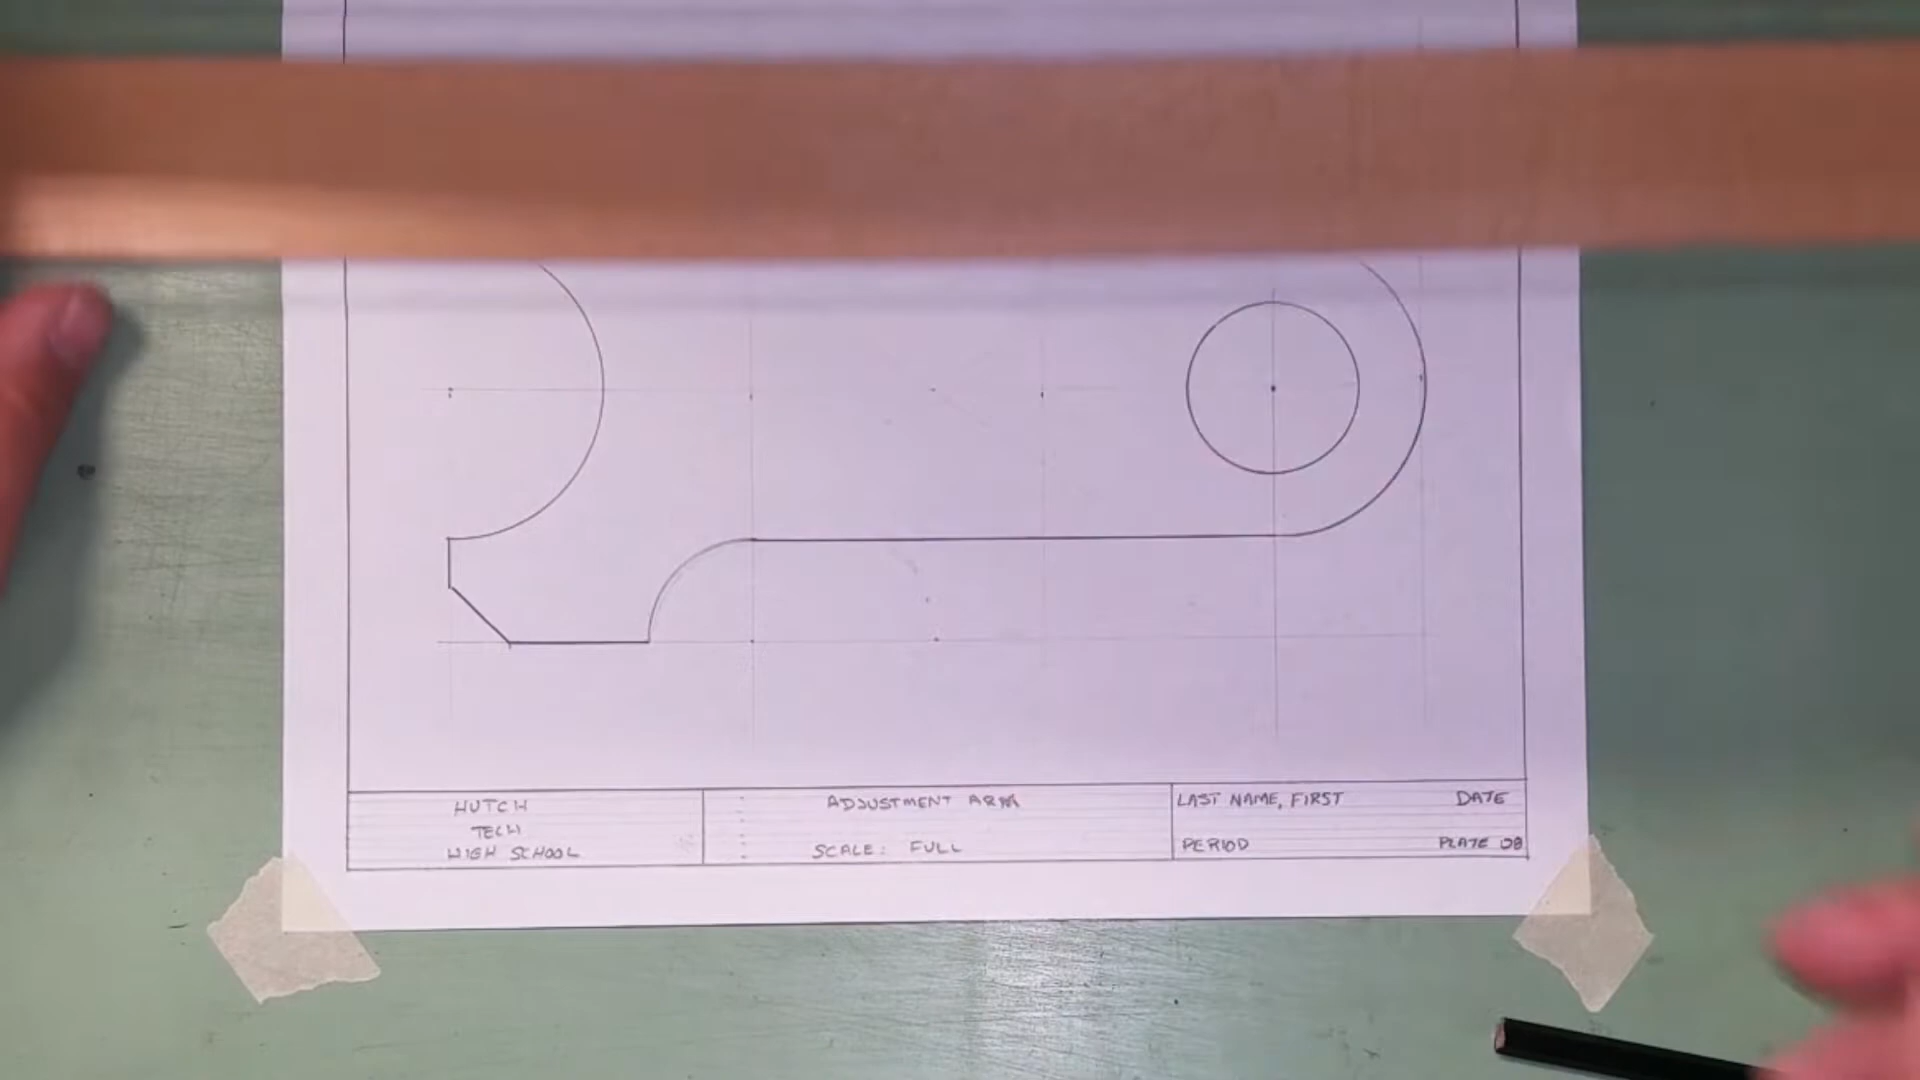 HUTCH
TECH
HIGH SCHOOL
ADJUSTMENT ARM
SCALE: FULL
LAST NAME, FIRST DATE
PERIOD PLATE 08